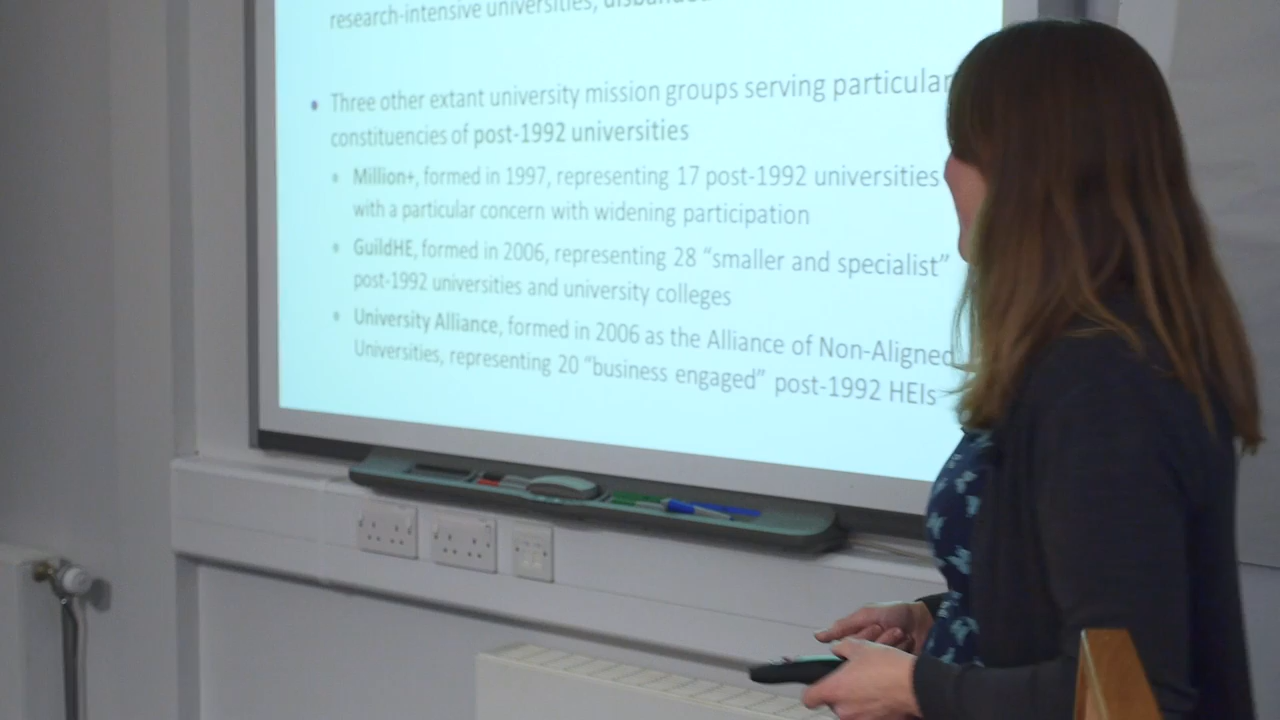 research-intensive universities,
• Three other extant university mission groups serving particular
constituencies of post-1992 universities
• Million+, formed in 1997, representing 17 post-1992 universities
with a particular concern with widening participation
• GuildHE, formed in 2006, representing 28 “smaller and specialist”
post-1992 universities and university colleges
• University Alliance, formed in 2006 as the Alliance of Non-Aligned
Universities, representing 20 “business engaged” post-1992 HEIs